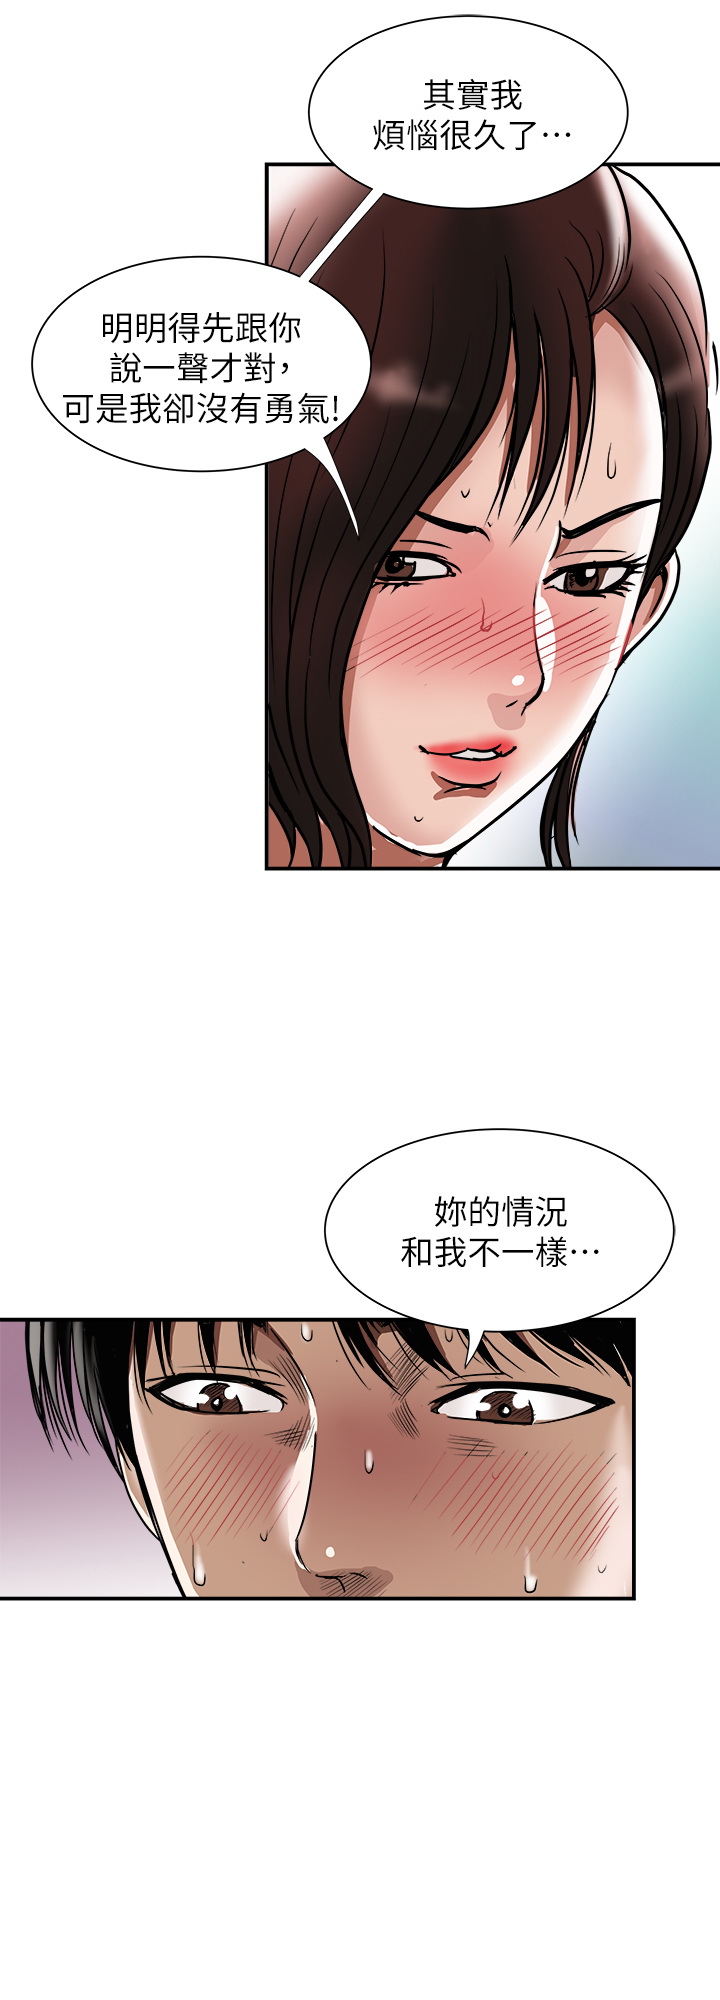 其實我
煩惱很久了…
明明得先跟你
說一聲才對，
可是我卻沒有勇氣!
妳的情況
和我不一樣…